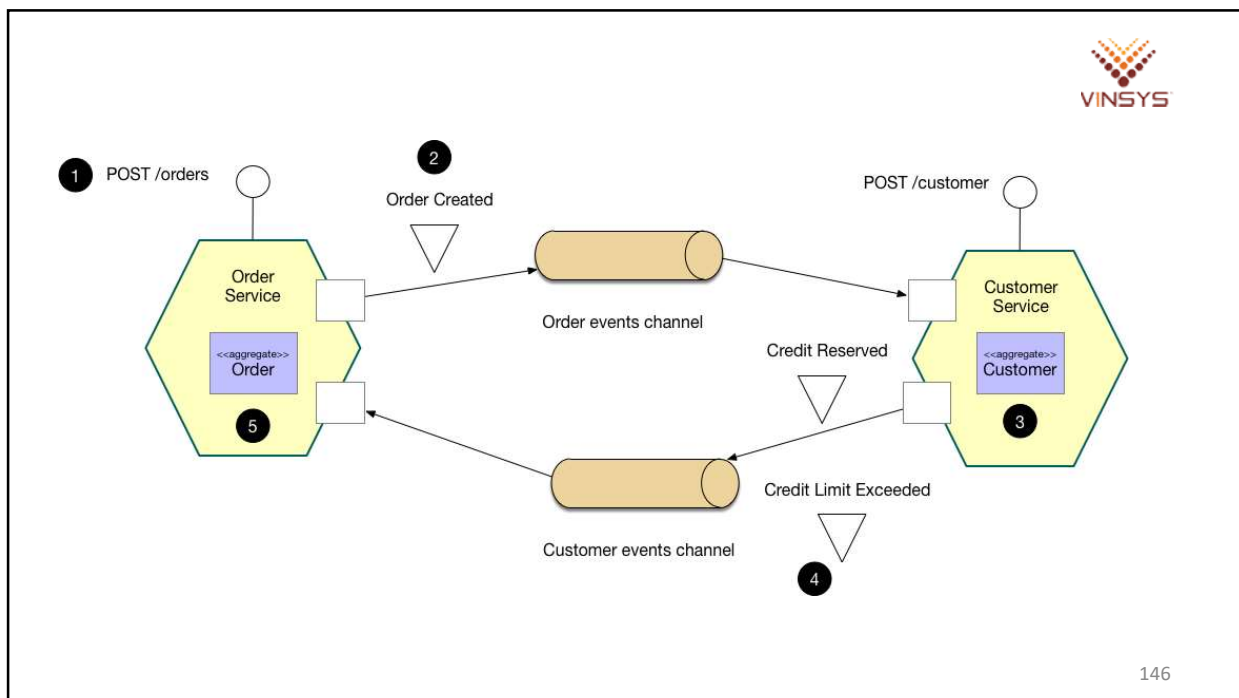 VINSYS
1 POST /orders
2
Order Created
POST /customer
Order
Service
Customer
Service
Order events channel
<<aggregate>>
Order
Credit Reserved
<<aggregate>>
Customer
5
3
Credit Limit Exceeded
Customer events channel
4
146